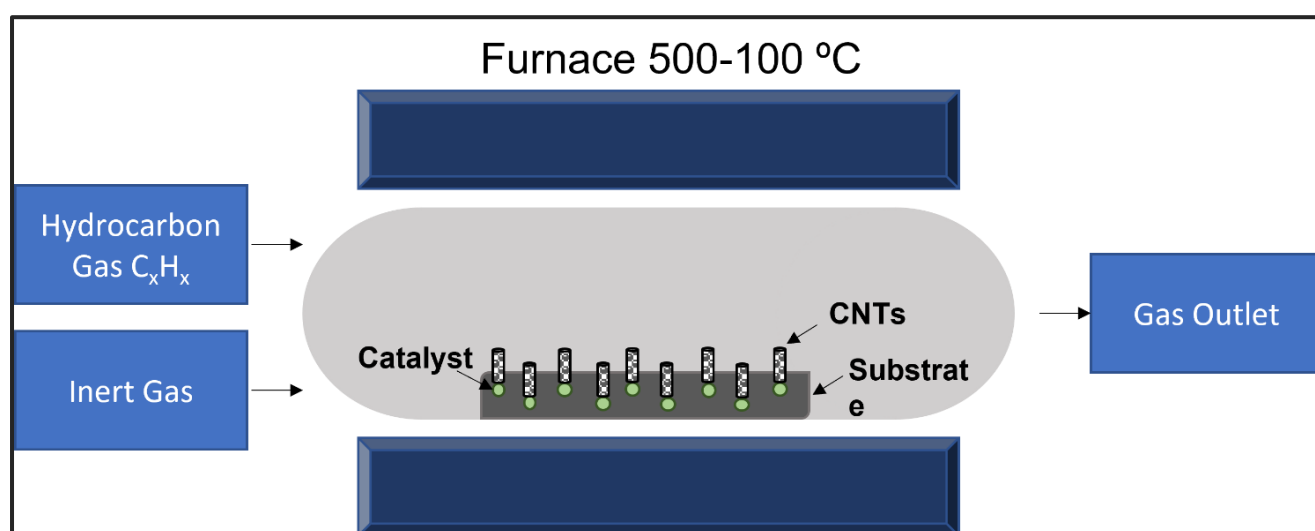 Furnace 500-100 ºC
Hydrocarbon
Gas CₓHₓ
Inert Gas
Catalyst
CNTs
Substrat
e
Gas Outlet